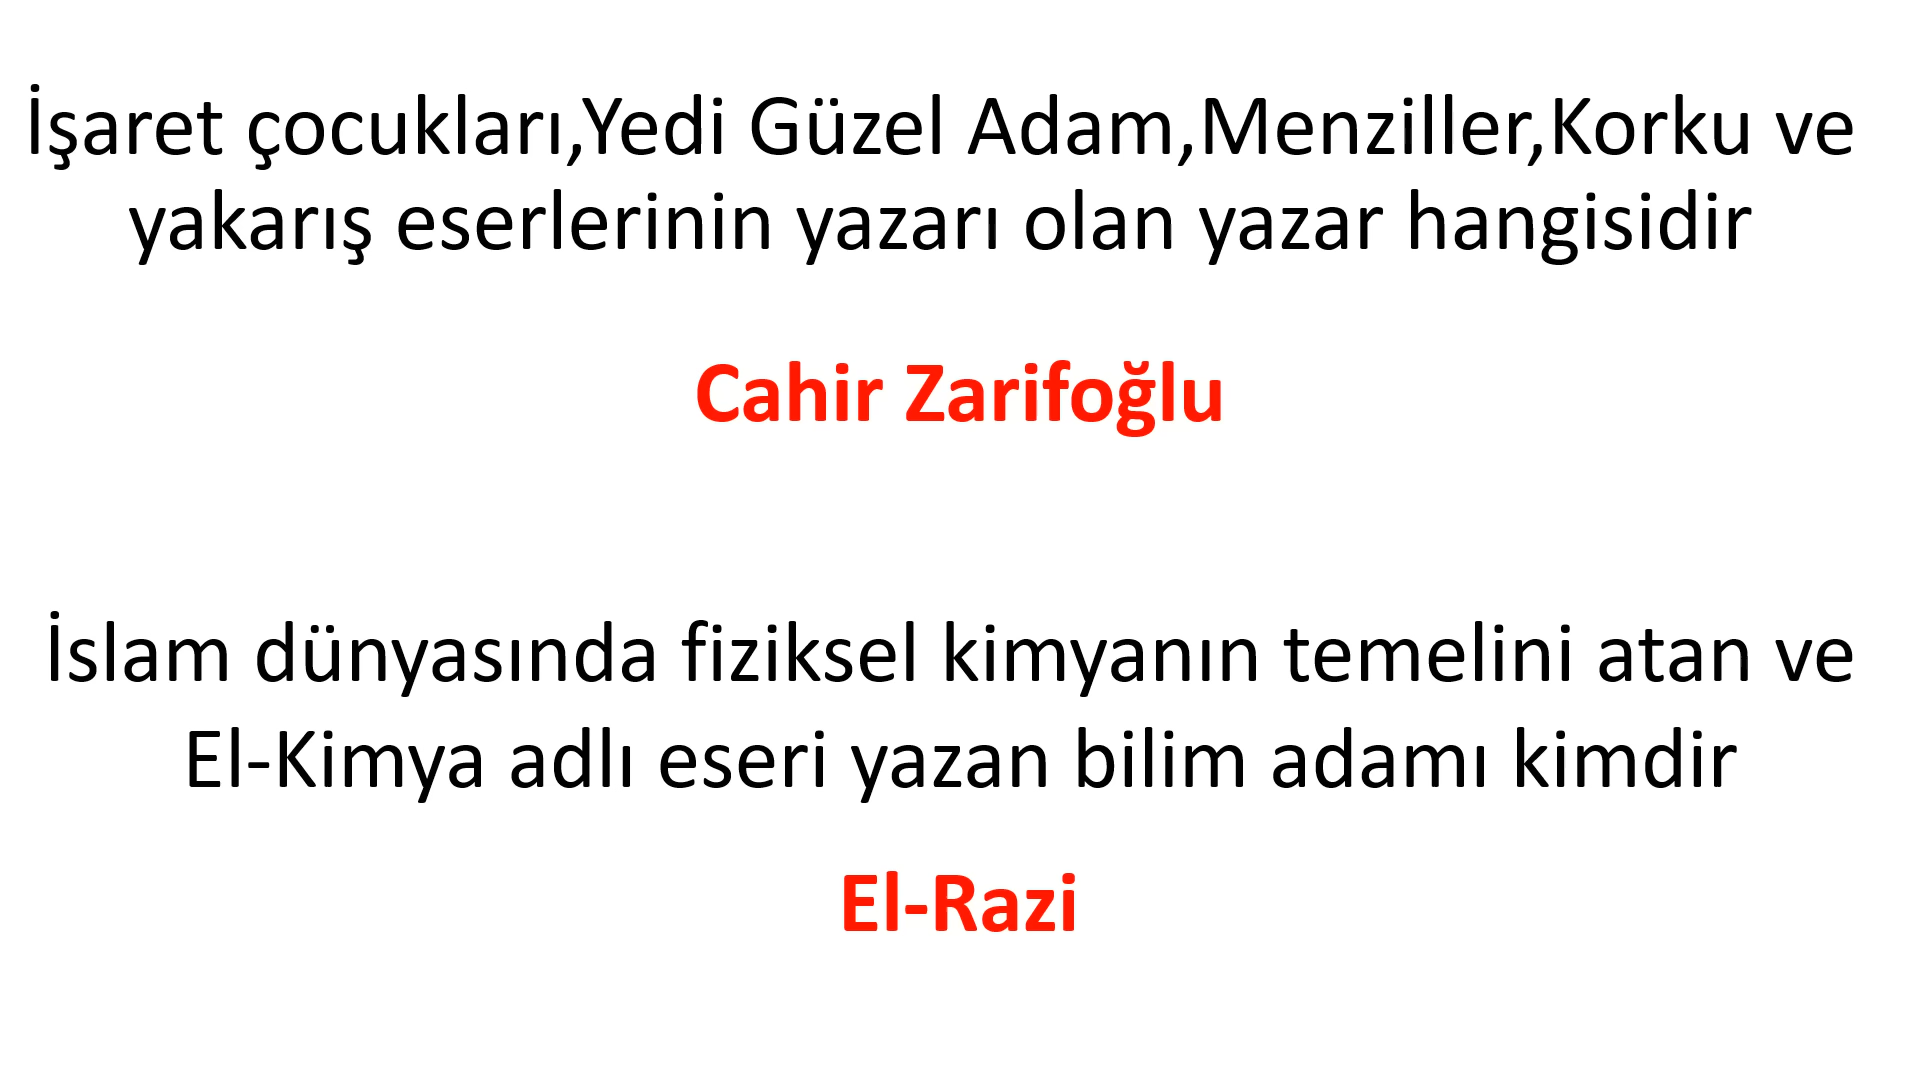 İşaret çocukları,Yedi Güzel Adam,Menziller,Korku ve
yakarış eserlerinin yazarı olan yazar hangisidir
Cahir Zarifoğlu
İslam dünyasında fiziksel kimyanın temelini atan ve
El-Kimya adlı eseri yazan bilim adamı kimdir
El-Razi